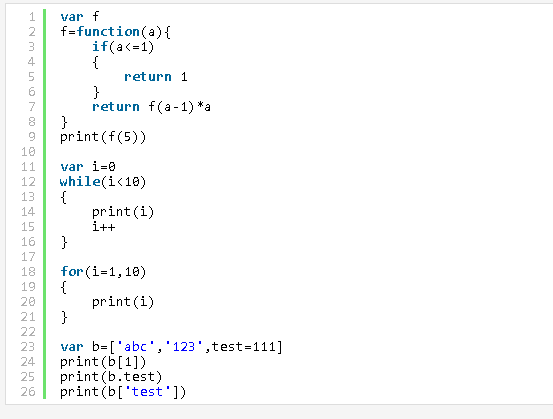 1 var f
2 f=function(a){
3     if(a<=1)
4     {
5         return 1
6     }
7     return f(a-1)*a
8 }
9 print(f(5))
10
11 var i=0
12 while(i<10)
13 {
14     print(i)
15     i++
16 }
17
18 for(i=1,10)
19 {
20     print(i)
21 }
22
23 var b=['abc','123',test=111]
24 print(b[1])
25 print(b.test)
26 print(b['test'])